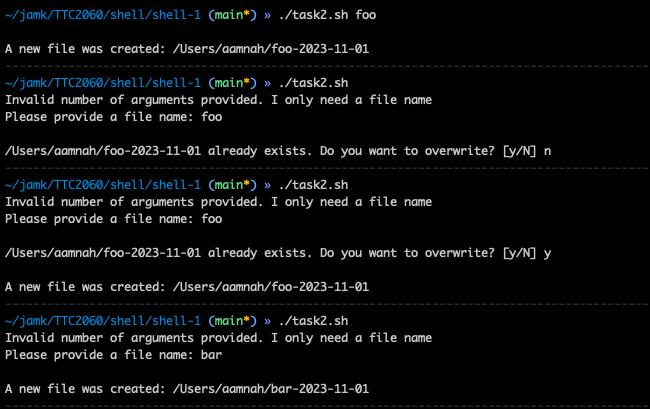 ~/jamk/TTC2060/shell/shell-1 (main*) » ./task2.sh foo
A new file was created: /Users/aamnah/foo-2023-11-01
~/jamk/TTC2060/shell/shell-1 (main*) » ./task2.sh
Invalid number of arguments provided. I only need a file name
Please provide a file name: foo
/Users/aamnah/foo-2023-11-01 already exists. Do you want to overwrite? [y/N] n
~/jamk/TTC2060/shell/shell-1 (main*) » ./task2.sh
Invalid number of arguments provided. I only need a file name
Please provide a file name: foo
/Users/aamnah/foo-2023-11-01 already exists. Do you want to overwrite? [y/N] y
A new file was created: /Users/aamnah/foo-2023-11-01
~/jamk/TTC2060/shell/shell-1 (main*) » ./task2.sh
Invalid number of arguments provided. I only need a file name
Please provide a file name: bar
A new file was created: /Users/aamnah/bar-2023-11-01